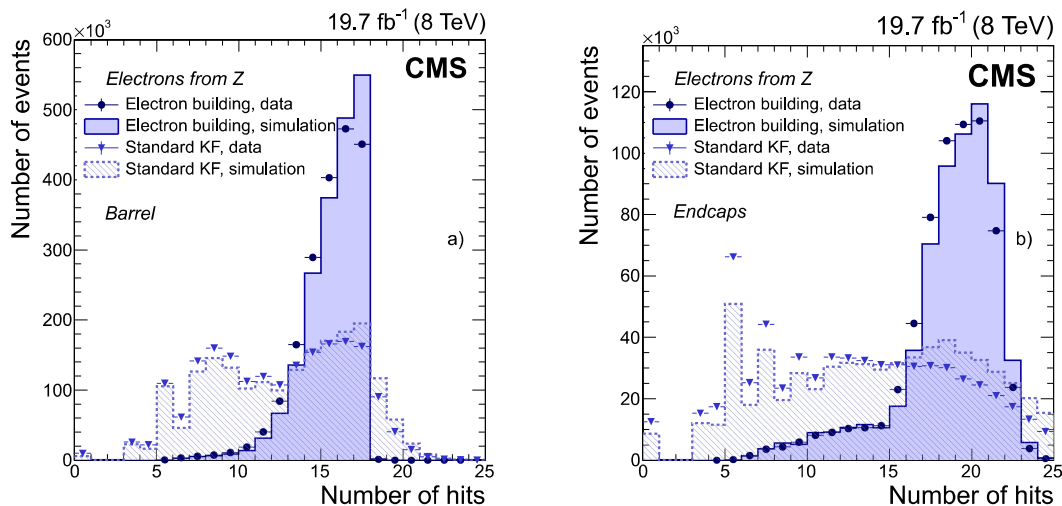 19.7 fb⁻¹ (8 TeV)
×10³
CMS
Electrons from Z
Electron building, data
Electron building, simulation
Standard KF, data
Standard KF, simulation
Barrel
a)
Number of events
600
500
400
300
200
100
0
0 5 10 15 20 25
Number of hits
19.7 fb⁻¹ (8 TeV)
×10³
CMS
Electrons from Z
Electron building, data
Electron building, simulation
Standard KF, data
Standard KF, simulation
Endcaps
b)
Number of events
120
100
80
60
40
20
0
0 5 10 15 20 25
Number of hits